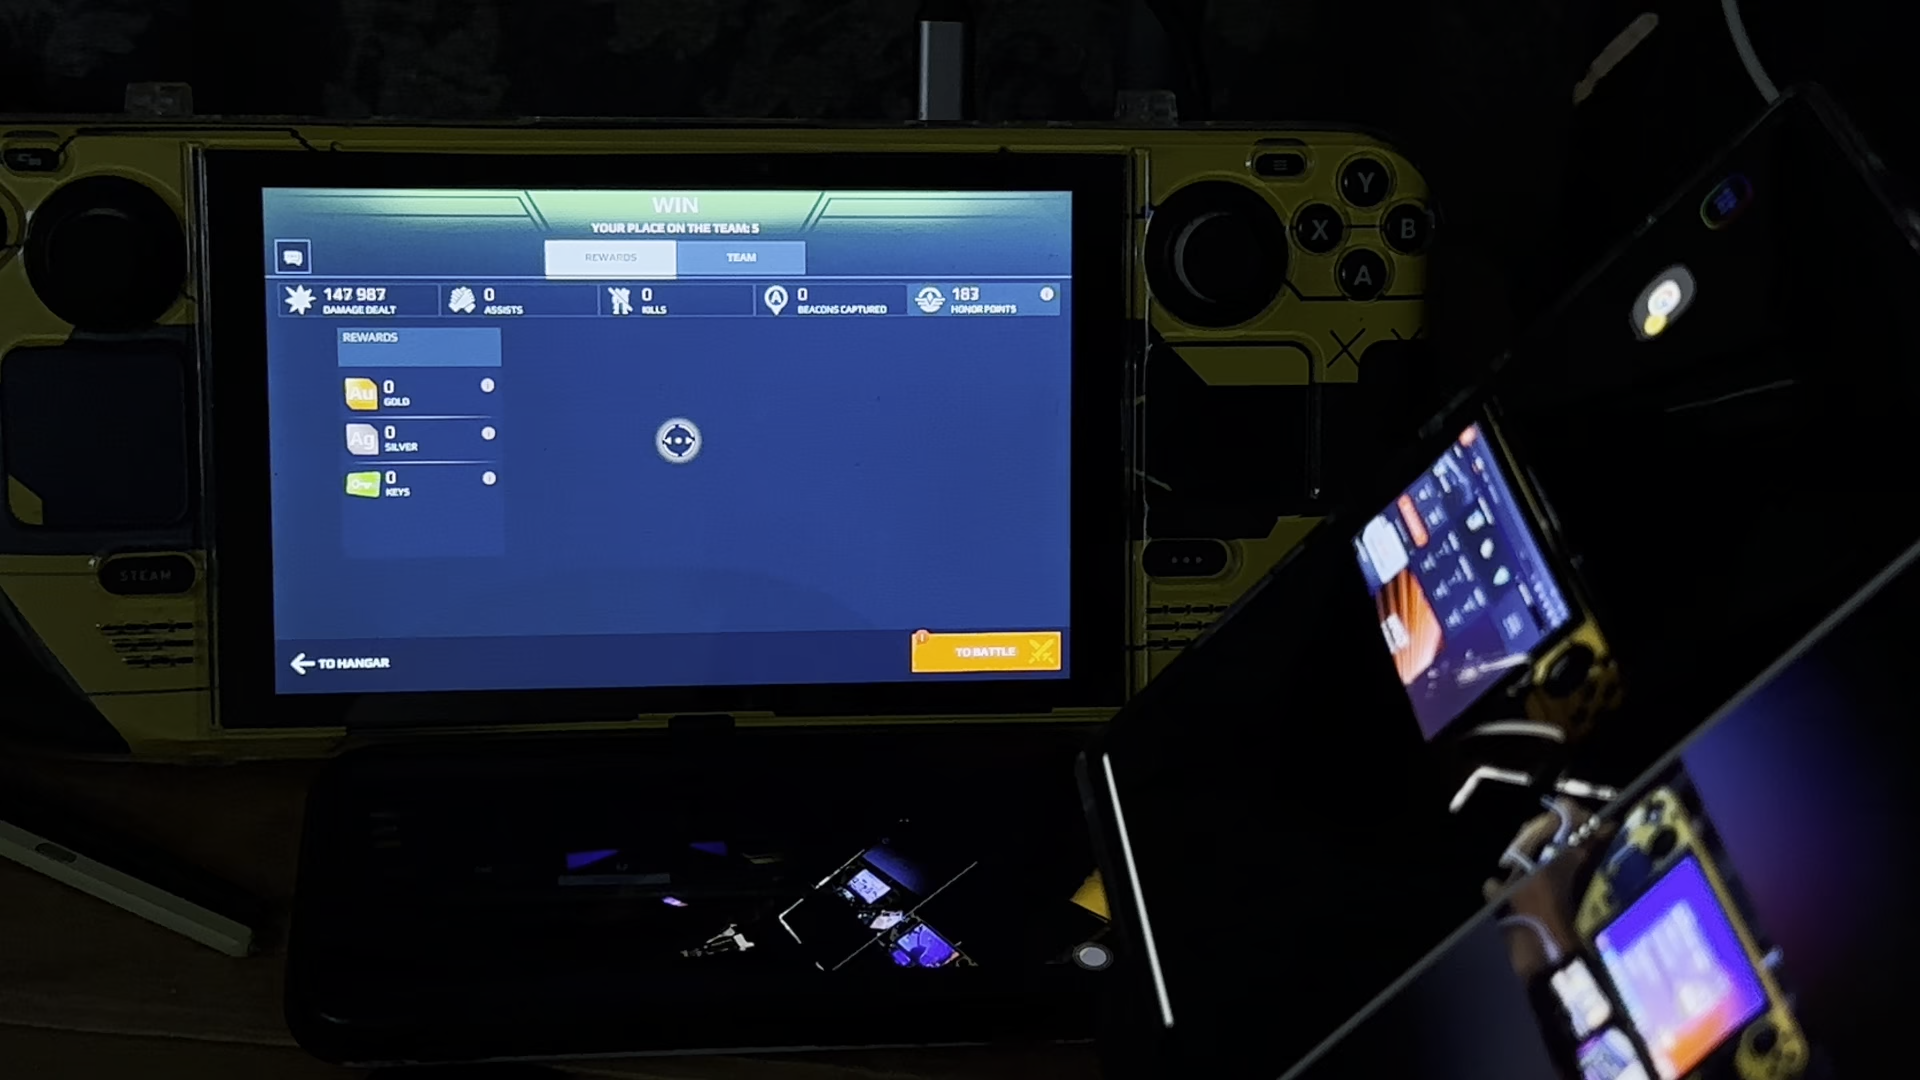 WIN
YOUR PLACE ON THE TEAM: 5
REWARDS
TEAM
147 987
DAMAGE DEALT
0
ASSISTS
0
KILLS
A
0
BEACONS CAPTURED
183
HONOR POINTS
REWARDS
Au
0
GOLD
Ag
0
SILVER
0
KEYS
TO HANGAR
TO BATTLE
STEAM
Y
X
B
A